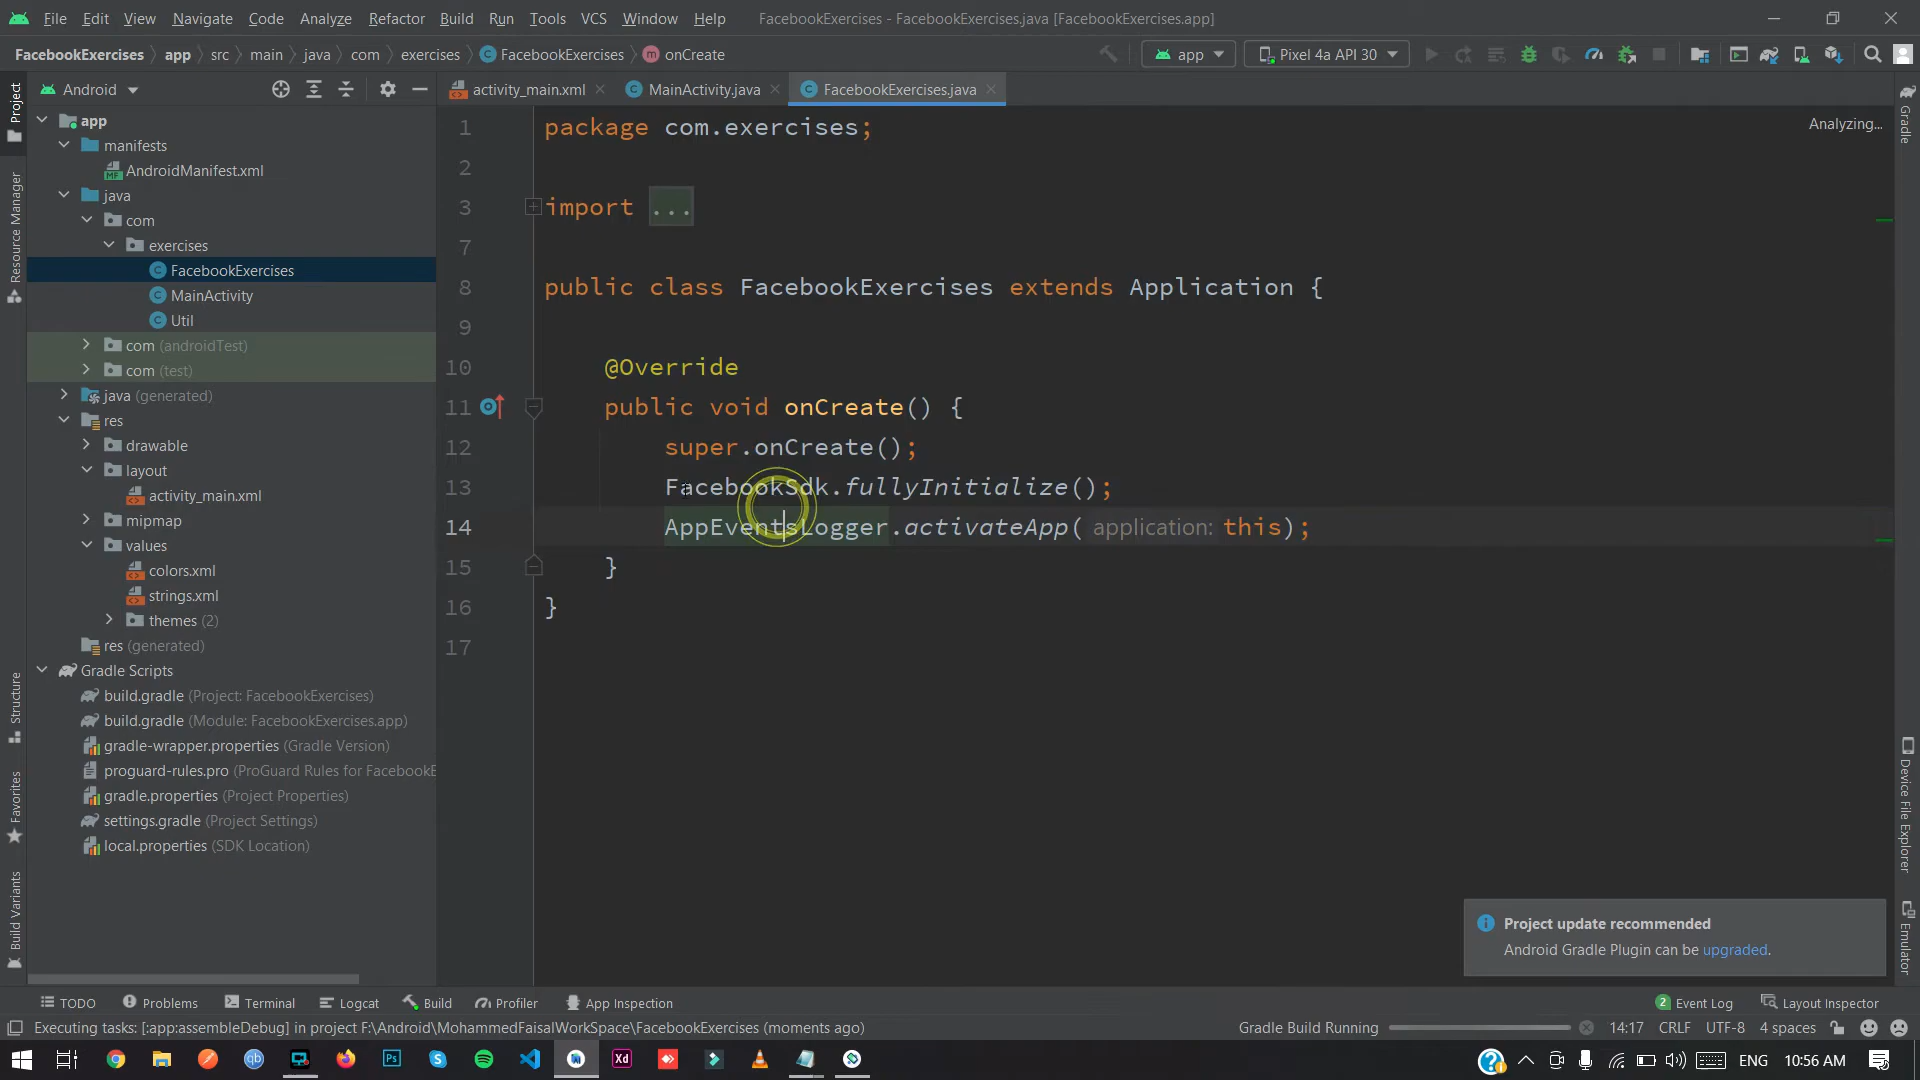 File Edit View Navigate Code Analyze Refactor Build Run Tools VCS Window Help FacebookExercises - FacebookExercises.java [FacebookExercises.app]
FacebookExercises app src main java com exercises FacebookExercises onCreate app Pixel 4a API 30
Android activity_main.xml MainActivity.java FacebookExercises.java
Analyzing...
Project
Resource Manager
Structure
Favorites
Build Variants
app
manifests
AndroidManifest.xml
java
com
exercises
FacebookExercises
MainActivity
Util
com (androidTest)
com (test)
java (generated)
res
drawable
layout
activity_main.xml
mipmap
values
colors.xml
strings.xml
themes (2)
res (generated)
Gradle Scripts
build.gradle (Project: FacebookExercises)
build.gradle (Module: FacebookExercises.app)
gradle-wrapper.properties (Gradle Version)
proguard-rules.pro (ProGuard Rules for FacebookE
gradle.properties (Project Properties)
settings.gradle (Project Settings)
local.properties (SDK Location)
1 package com.exercises;
2
3 import ...
7
8 public class FacebookExercises extends Application {
9
10 @Override
11 public void onCreate() {
12 super.onCreate();
13 FacebookSdk.fullyInitialize();
14 AppEventsLogger.activateApp( application: this);
15 }
16 }
17
Gradle
Device File Explorer
Emulator
Project update recommended
Android Gradle Plugin can be upgraded.
TODO Problems Terminal Logcat Build Profiler App Inspection 2 Event Log Layout Inspector
Executing tasks: [:app:assembleDebug] in project F:\Android\MohammedFaisalWorkSpace\FacebookExercises (moments ago) Gradle Build Running 14:17 CRLF UTF-8 4 spaces
ENG 10:56 AM